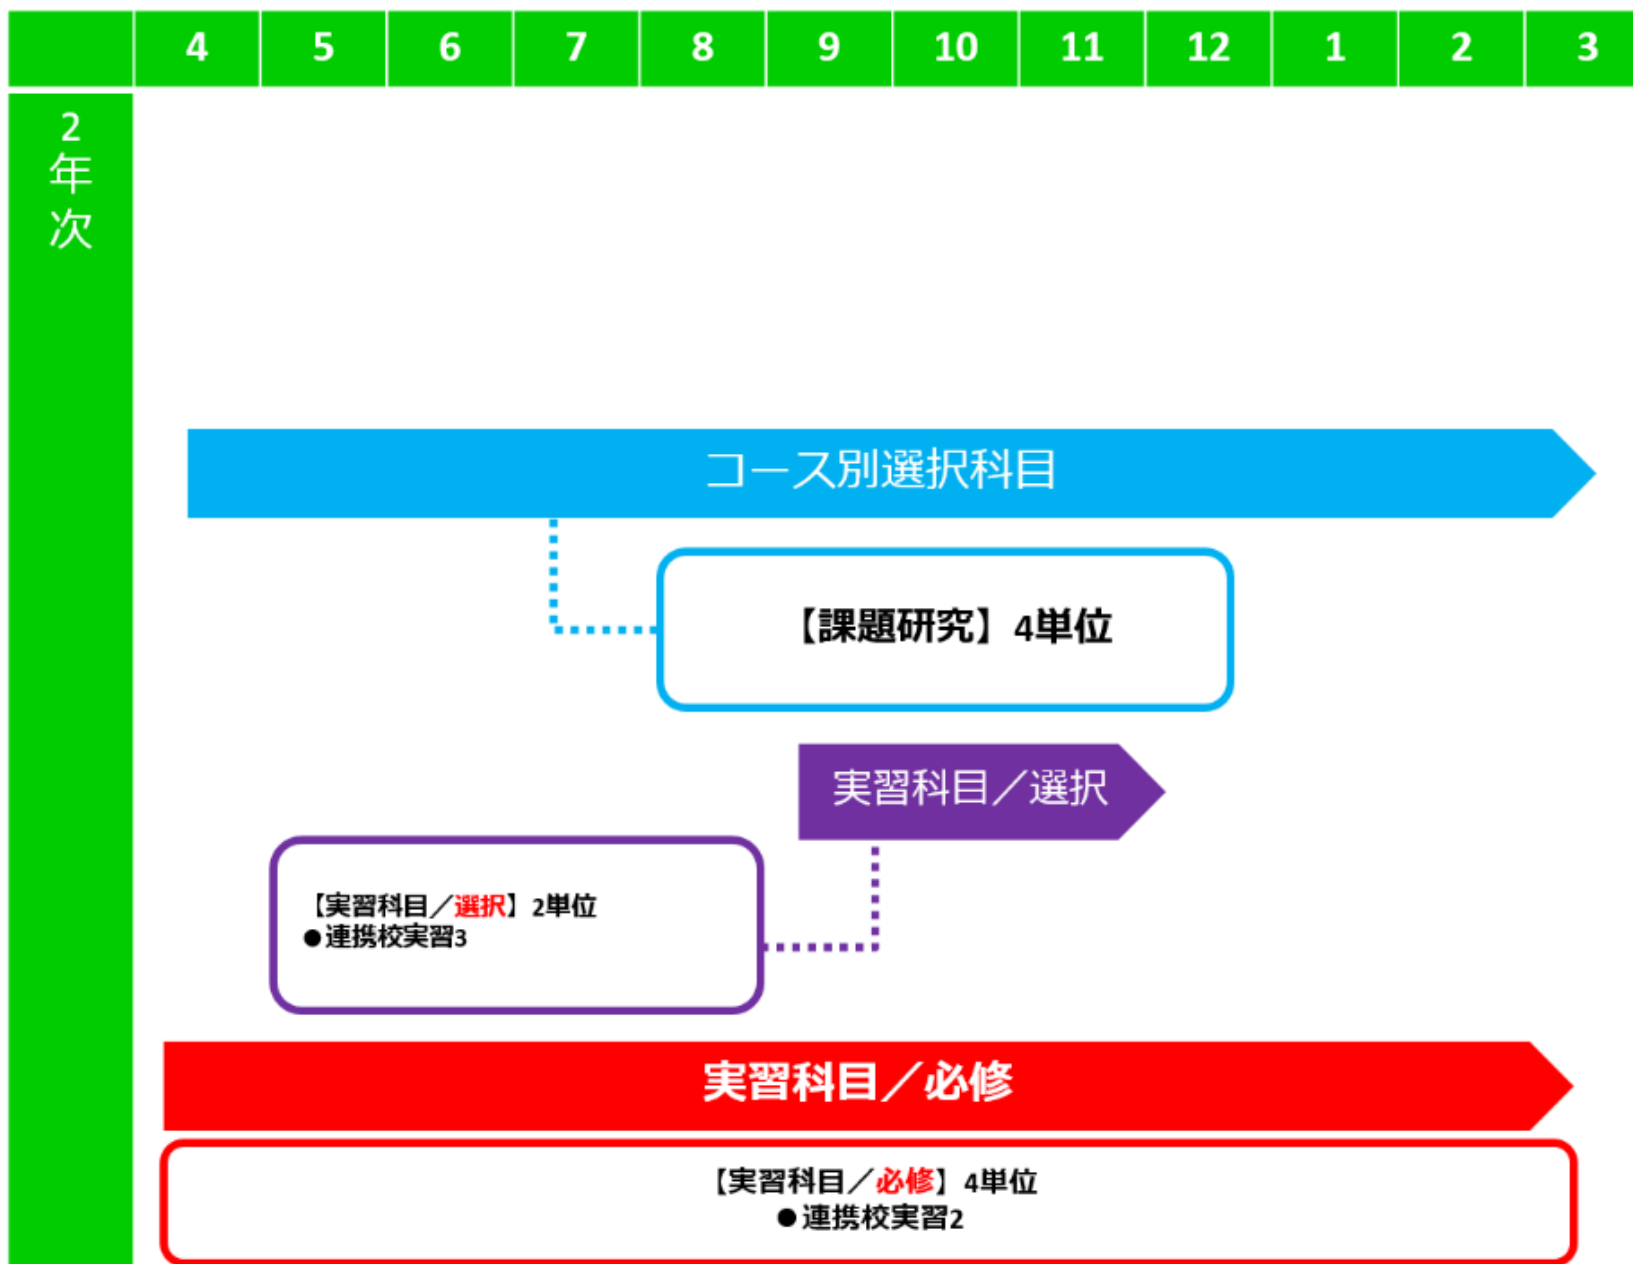 4 5 6 7 8 9 10 11 12 1 2 3
2年次
コース別選択科目
【課題研究】4単位
実習科目／選択
【実習科目／選択】2単位
●連携校実習3
実習科目／必修
【実習科目／必修】4単位
●連携校実習2